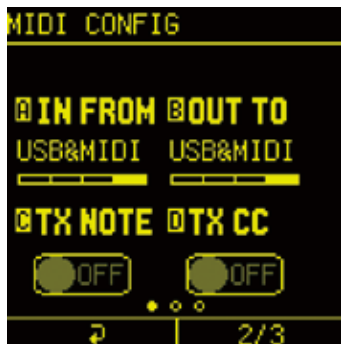 MIDI CONFIG
A IN FROM B OUT TO
USB&MIDI USB&MIDI
C TX NOTE D TX CC
OFF OFF
2/3